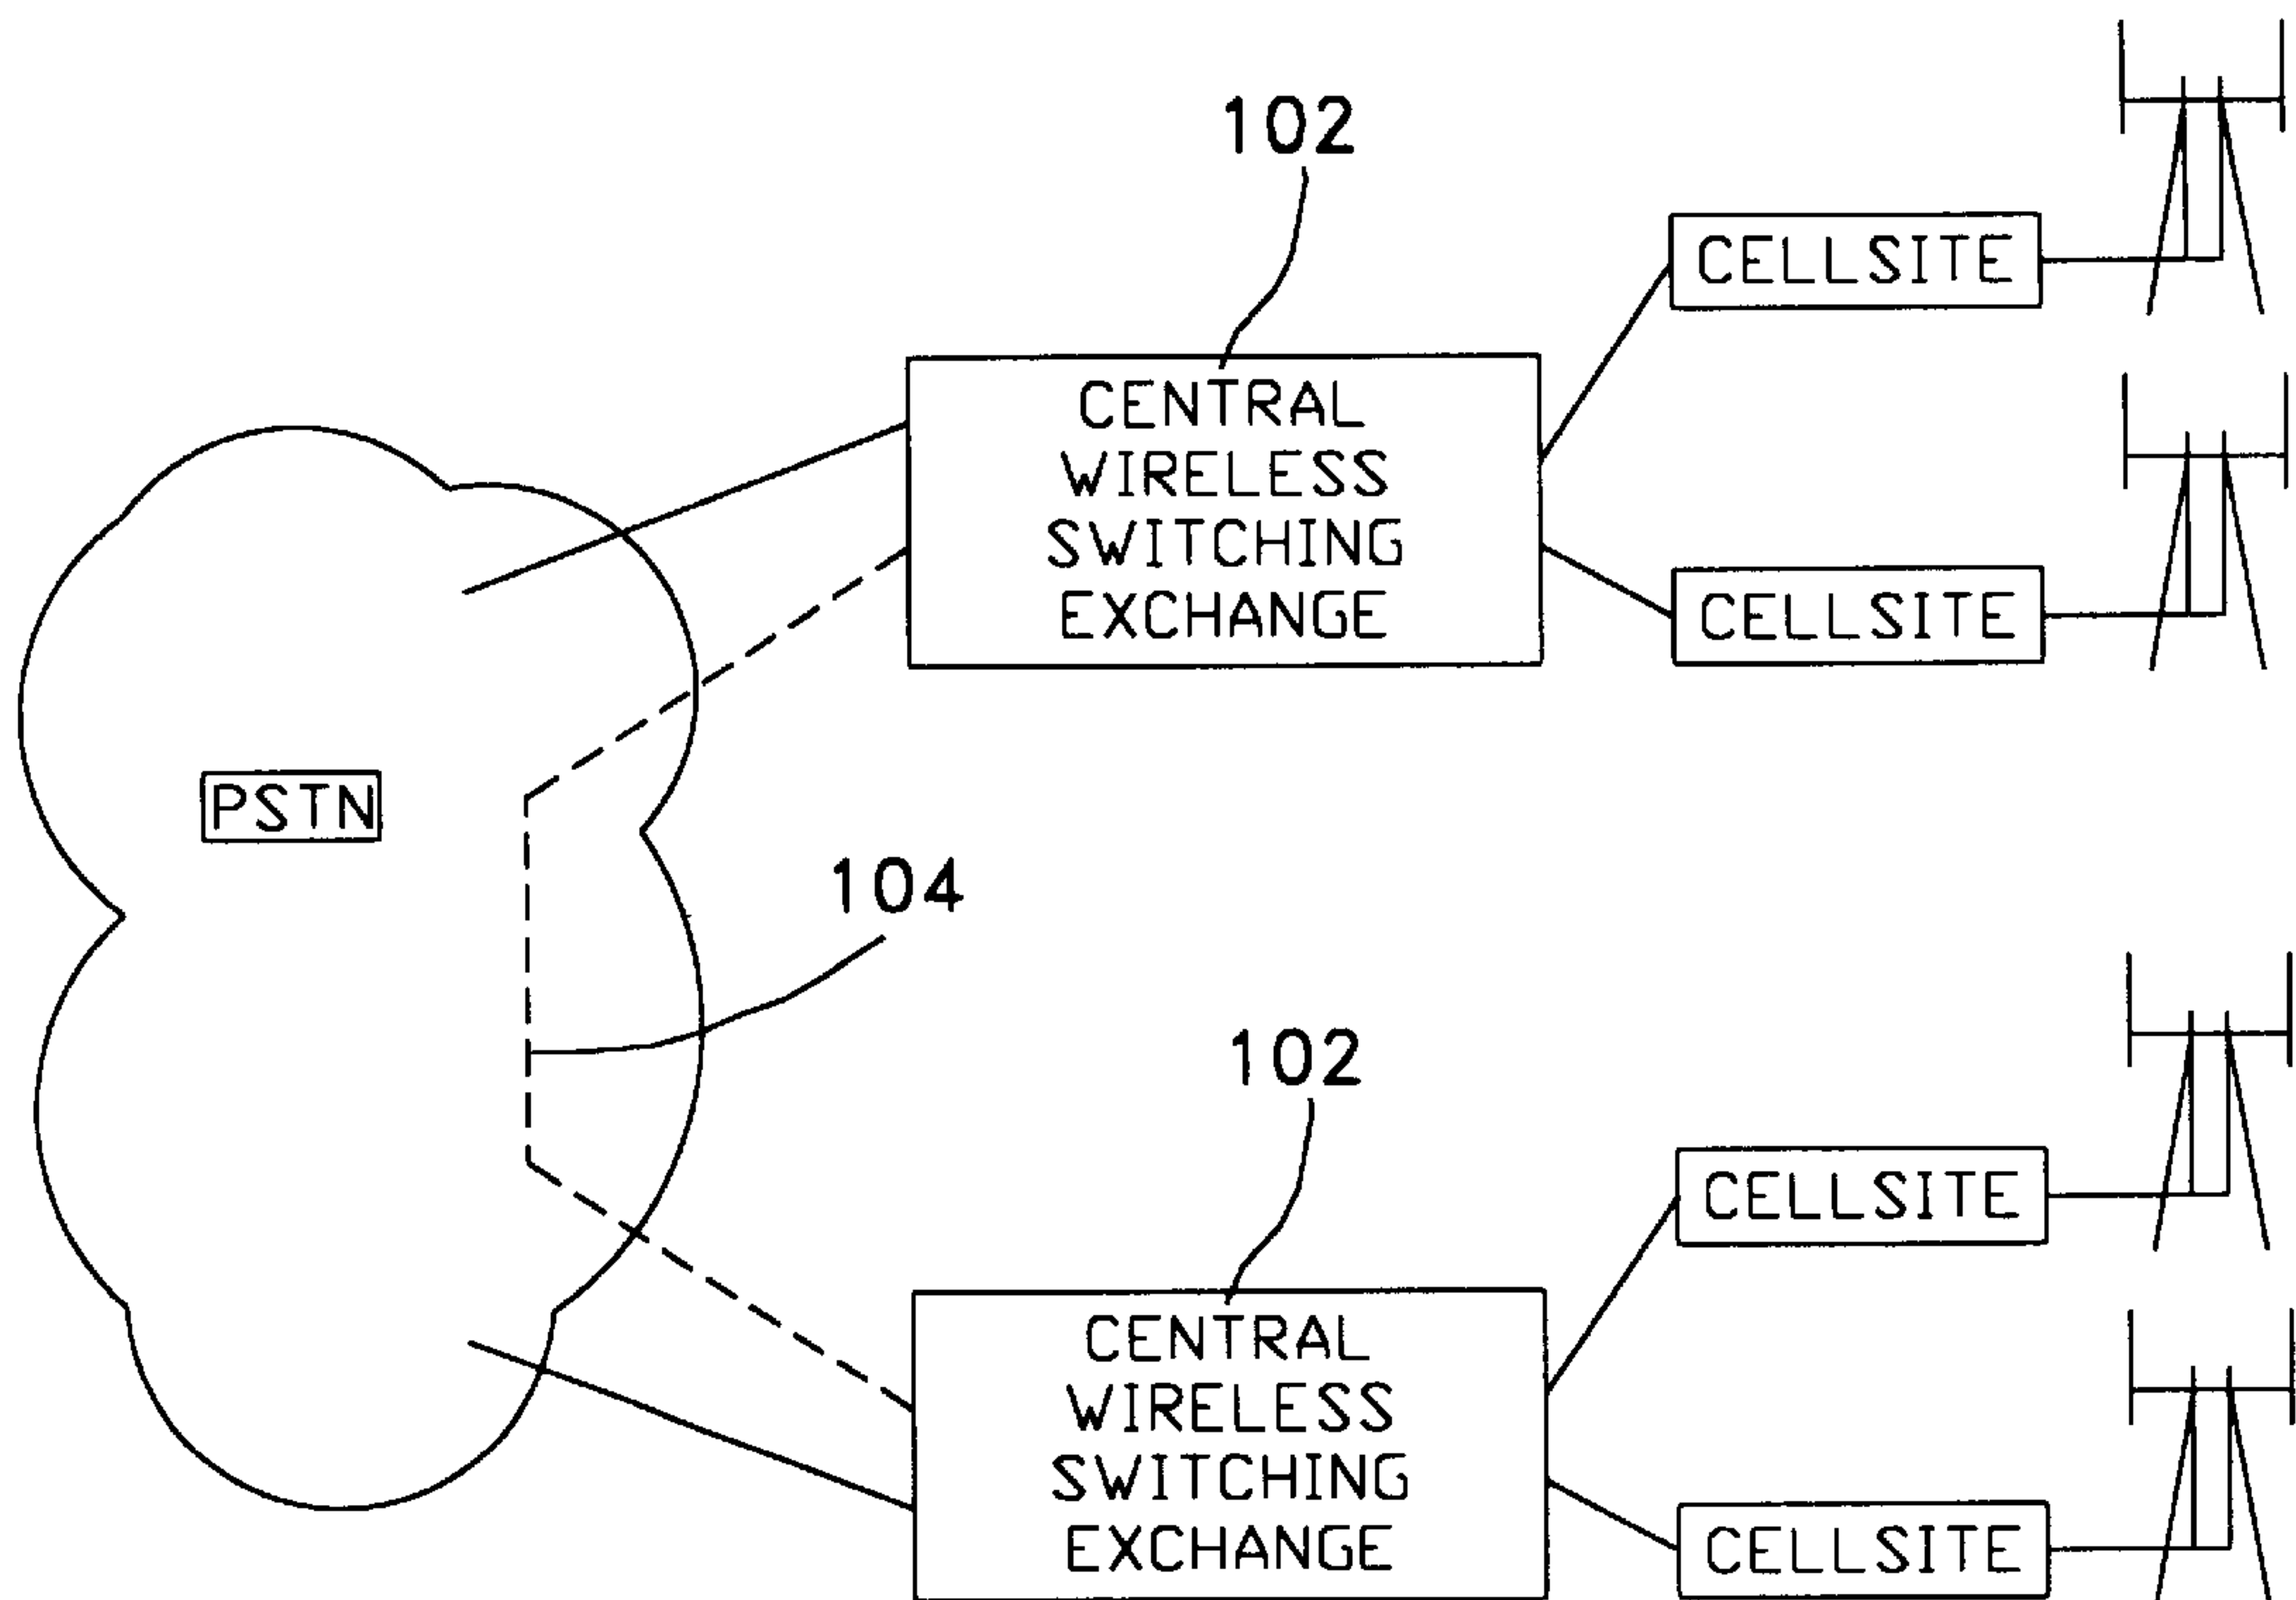 102
CELLSITE
CENTRAL
WIRELESS
SWITCHING
EXCHANGE
CELLSITE
PSTN
104
102
CELLSITE
CENTRAL
WIRELESS
SWITCHING
EXCHANGE
CELLSITE